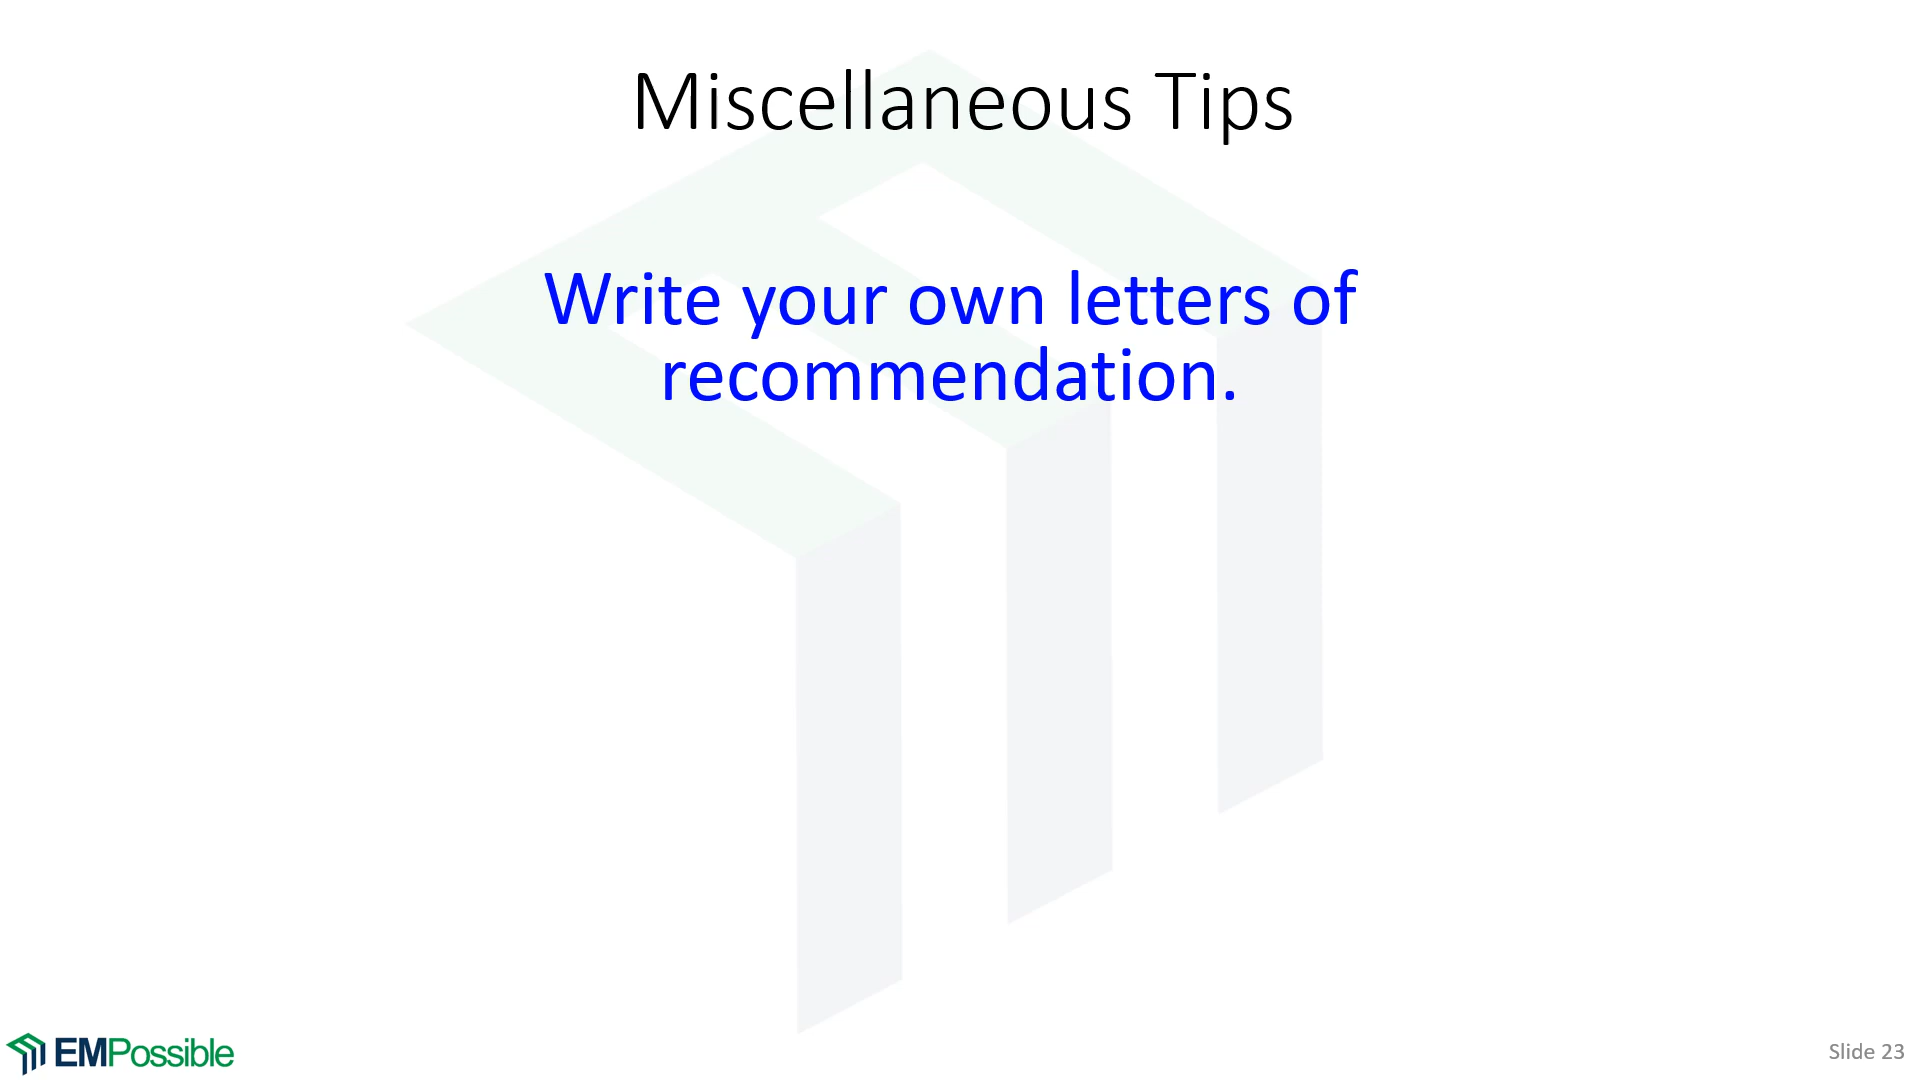 Miscellaneous Tips
Write your own letters of
recommendation.
EMPossible
Slide 23